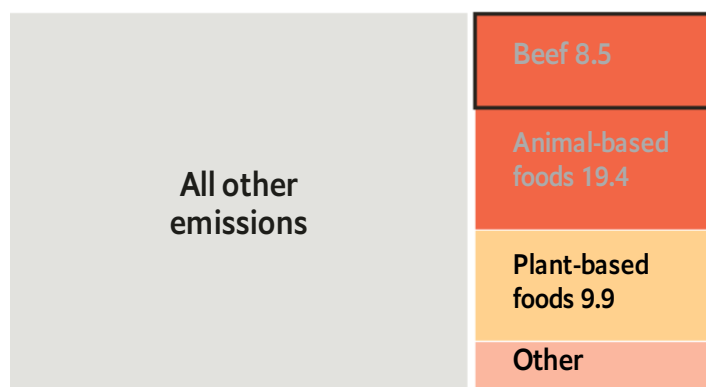 All other
emissions
Beef 8.5
Animal-based
foods 19.4
Plant-based
foods 9.9
Other